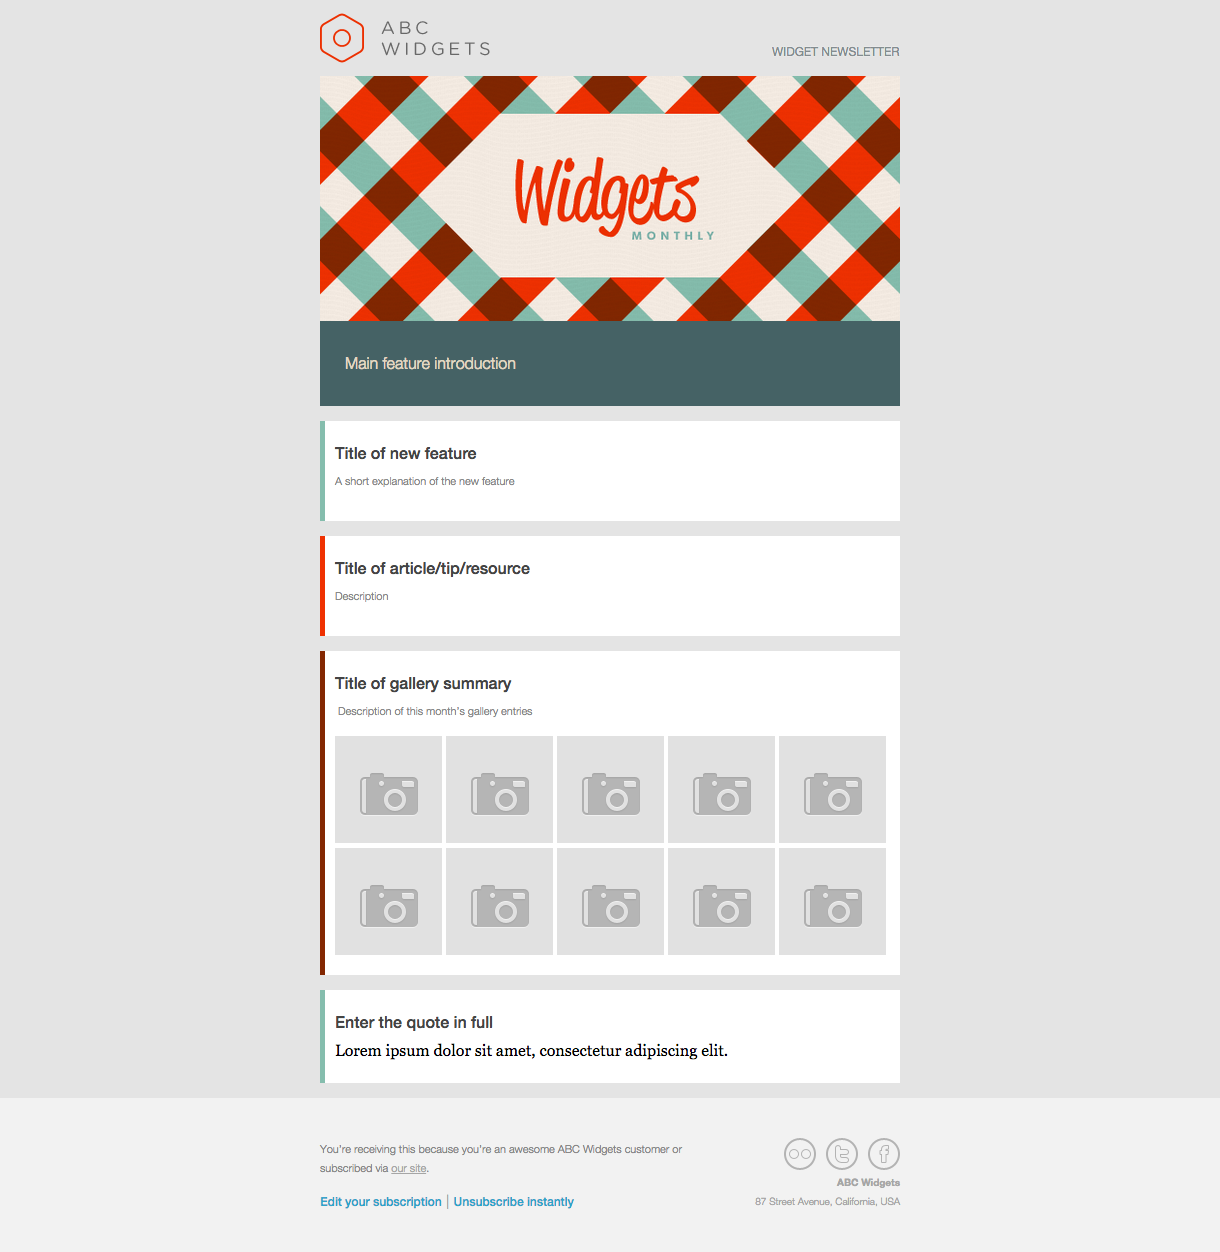 ABC
WIDGETS
WIDGET NEWSLETTER
Widgets
MONTHLY
Main feature introduction
Title of new feature
A short explanation of the new feature
Title of article/tip/resource
Description
Title of gallery summary
Description of this month's gallery entries
Enter the quote in full
Lorem ipsum dolor sit amet, consectetur adipiscing elit.
You're receiving this because you're an awesome ABC Widgets customer or
subscribed via our site.
Edit your subscription | Unsubscribe instantly
ABC Widgets
87 Street Avenue, California, USA